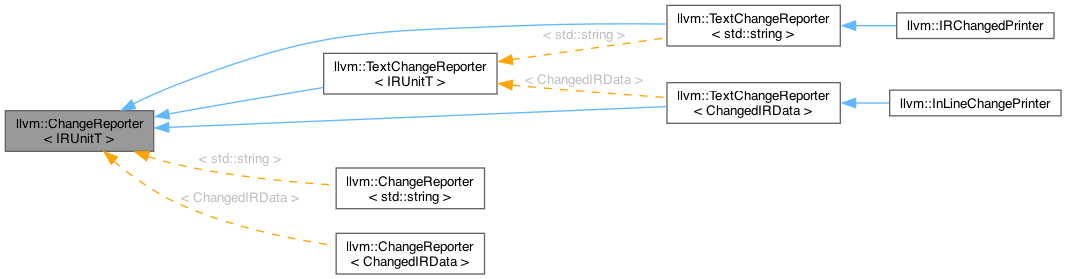 llvm::ChangeReporter
< IRUnitT >
llvm::TextChangeReporter
< IRUnitT >
< std::string >
< ChangedIRData >
llvm::TextChangeReporter
< std::string >
llvm::IRChangedPrinter
llvm::TextChangeReporter
< ChangedIRData >
llvm::InLineChangePrinter
< std::string >
< ChangedIRData >
llvm::ChangeReporter
< std::string >
llvm::ChangeReporter
< ChangedIRData >